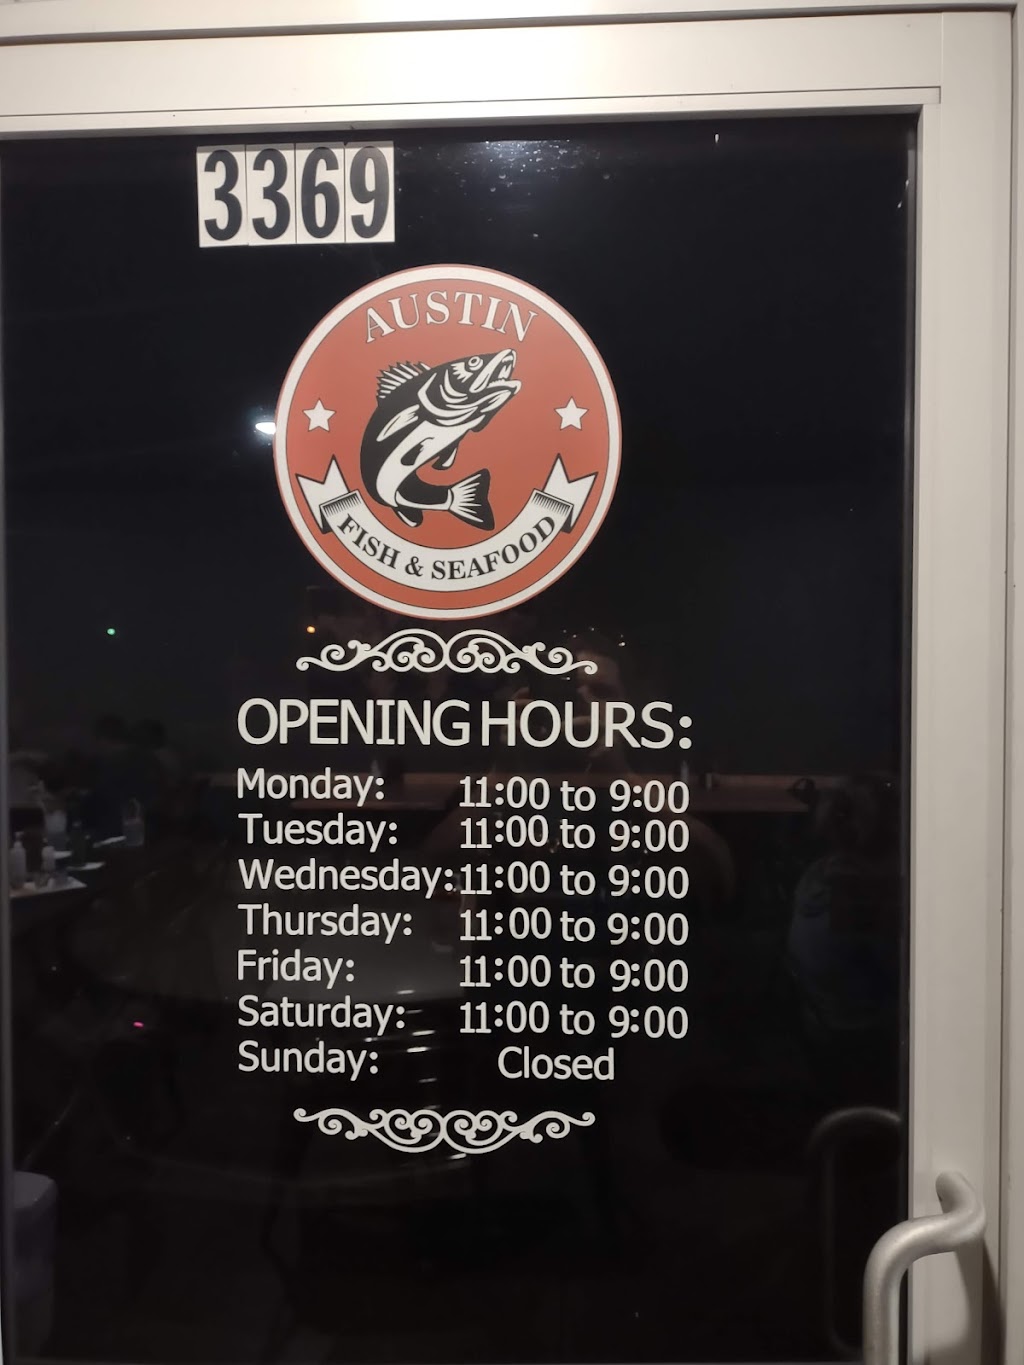 3369
AUSTIN
FISH & SEAFOOD
OPENING HOURS:
Monday: 11:00 to 9:00
Tuesday: 11:00 to 9:00
Wednesday: 11:00 to 9:00
Thursday: 11:00 to 9:00
Friday: 11:00 to 9:00
Saturday: 11:00 to 9:00
Sunday: Closed